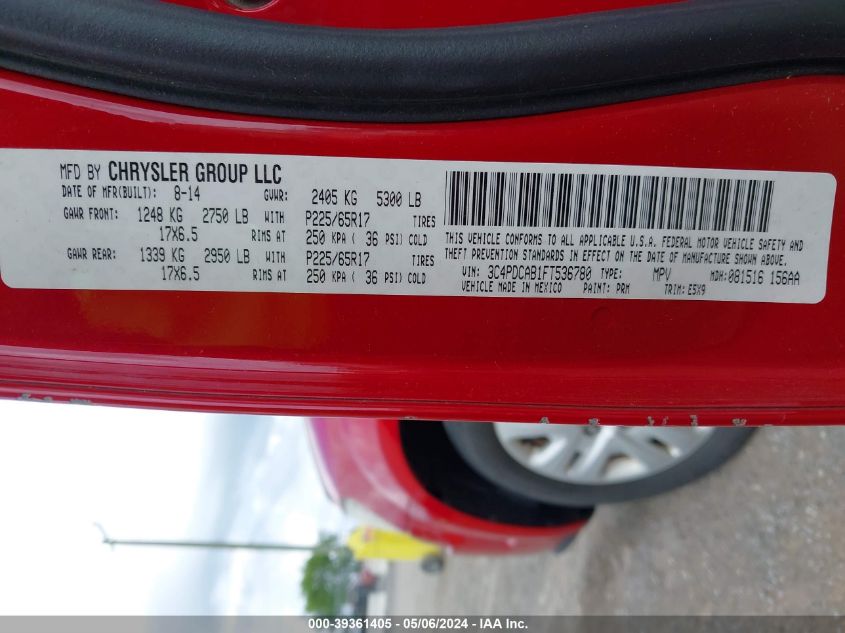 MFD BY CHRYSLER GROUP LLC
DATE OF MFR(BUILT): 8-14 GVWR: 2405 KG 5300 LB
GAWR FRONT: 1248 KG 2750 LB WITH P225/65R17 TIRES
17X6.5 RIMS AT 250 KPA ( 36 PSI) COLD
GAWR REAR: 1339 KG 2950 LB WITH P225/65R17 TIRES
17X6.5 RIMS AT 250 KPA ( 36 PSI) COLD
THIS VEHICLE CONFORMS TO ALL APPLICABLE U.S.A. FEDERAL MOTOR VEHICLE SAFETY AND
THEFT PREVENTION STANDARDS IN EFFECT ON THE DATE OF MANUFACTURE SHOWN ABOVE.
VIN: 3C4PDCAB1FT536780 TYPE: MPV MDH: 081516 156AA
VEHICLE MADE IN MEXICO PAINT: PRM TRIM: E5X9
000-39361405 - 05/06/2024 - IAA Inc.